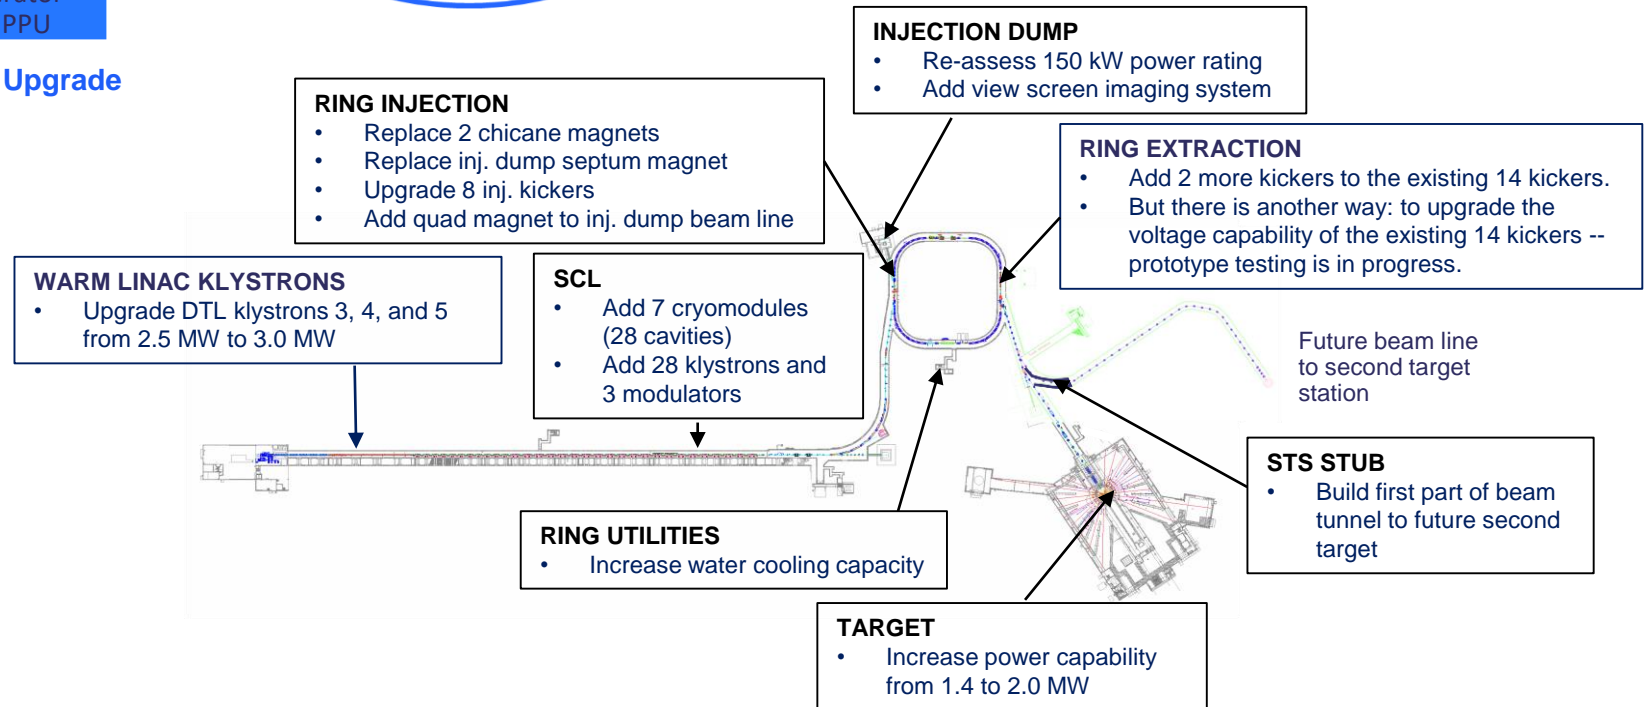 PPU
Upgrade
INJECTION DUMP
• Re-assess 150 kW power rating
• Add view screen imaging system
RING INJECTION
• Replace 2 chicane magnets
• Replace inj. dump septum magnet
• Upgrade 8 inj. kickers
• Add quad magnet to inj. dump beam line
RING EXTRACTION
• Add 2 more kickers to the existing 14 kickers.
• But there is another way: to upgrade the
voltage capability of the existing 14 kickers --
prototype testing is in progress.
WARM LINAC KLYSTRONS
• Upgrade DTL klystrons 3, 4, and 5
from 2.5 MW to 3.0 MW
SCL
• Add 7 cryomodules
(28 cavities)
• Add 28 klystrons and
3 modulators
Future beam line
to second target
station
STS STUB
• Build first part of beam
tunnel to future second
target
RING UTILITIES
• Increase water cooling capacity
TARGET
• Increase power capability
from 1.4 to 2.0 MW